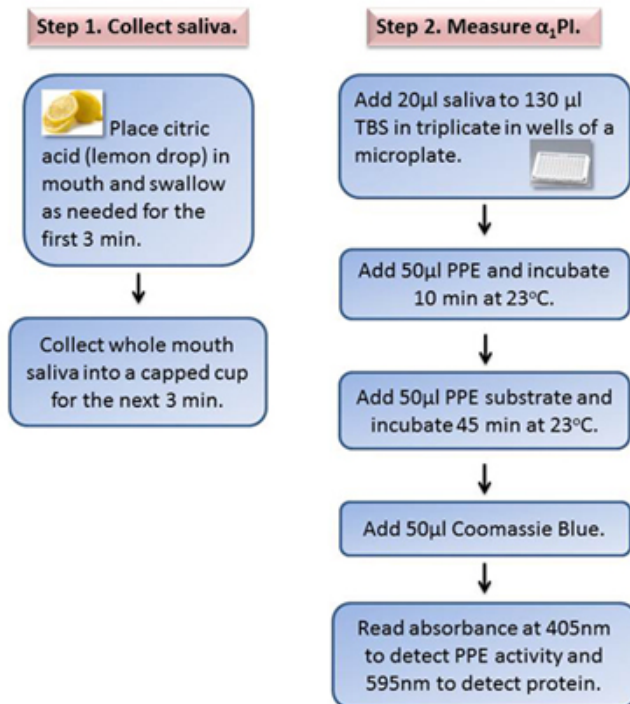 Step 1. Collect saliva.
Place citric
acid (lemon drop) in
mouth and swallow
as needed for the
first 3 min.
Collect whole mouth
saliva into a capped cup
for the next 3 min.
Step 2. Measure α₁PI.
Add 20µl saliva to 130 µl
TBS in triplicate in wells of a
microplate.
Add 50µl PPE and incubate
10 min at 23°C.
Add 50µl PPE substrate and
incubate 45 min at 23°C.
Add 50µl Coomassie Blue.
Read absorbance at 405nm
to detect PPE activity and
595nm to detect protein.